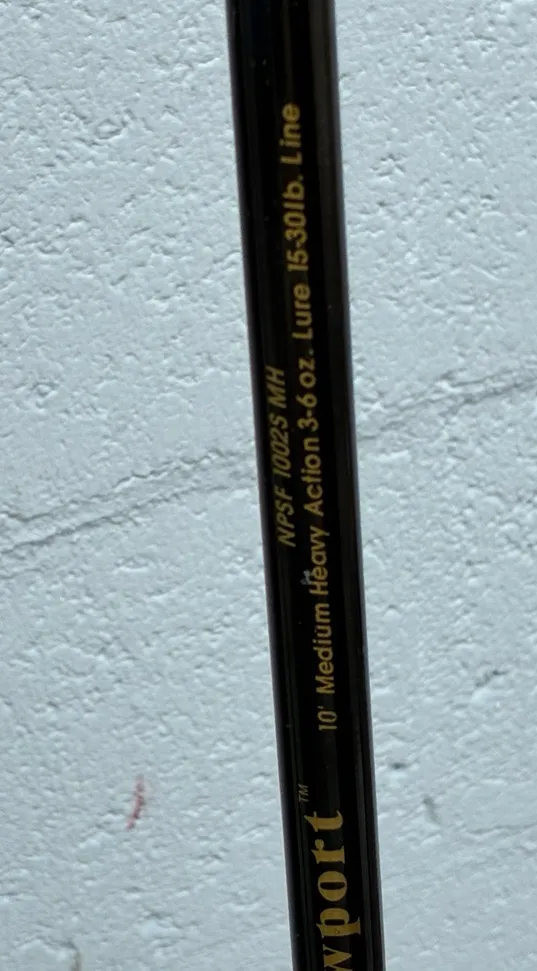 wport™
NPSF 1002S MH
10' Medium Heavy Action 3-6 oz. Lure 15-30lb. Line